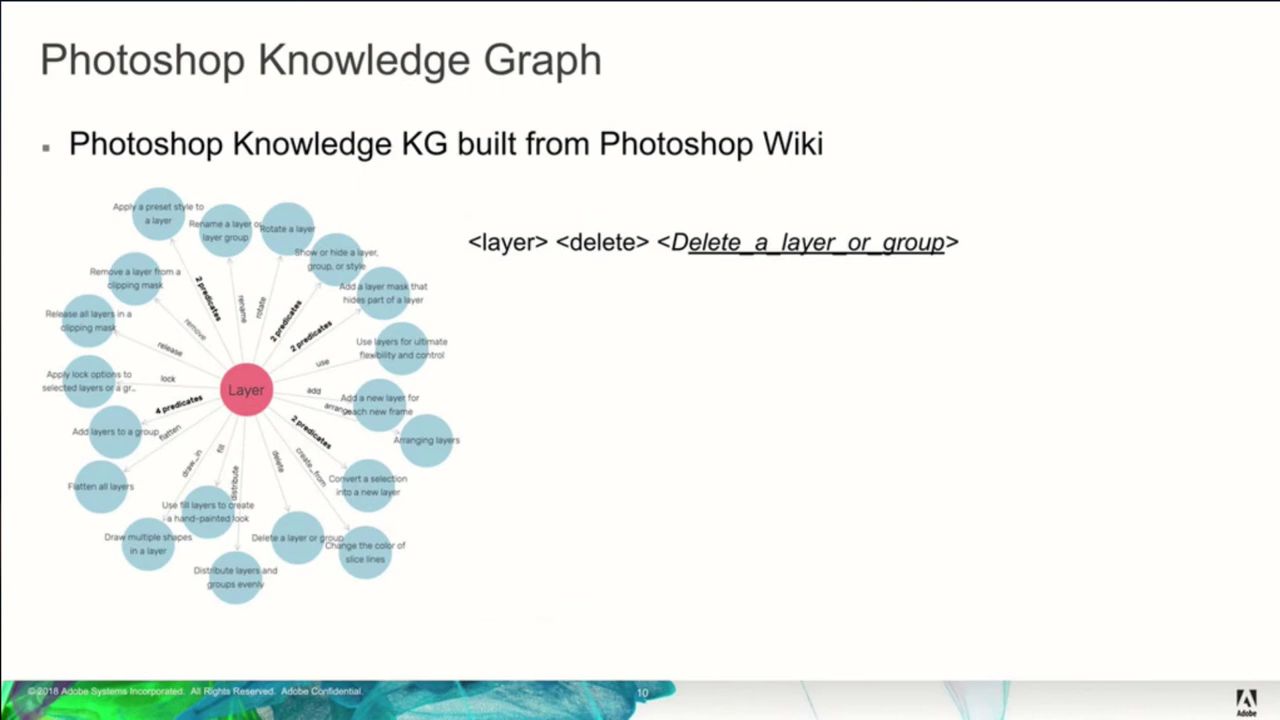 Photoshop Knowledge Graph
Photoshop Knowledge KG built from Photoshop Wiki
<layer> <delete> <Delete_a_layer_or_group>
Apply a preset style to
a layer
Rename a layer or
layer group
Rotate a layer
Show or hide a layer,
group, or style
Remove a layer from a
clipping mask
Add a layer mask that
hides part of a layer
Release all layers in a
clipping mask
Use layers for ultimate
flexibility and control
Apply lock options to
selected layers or a gr...
Add a new layer for
each new frame
Add layers to a group
Arranging layers
Flatten all layers
Convert a selection
into a new layer
Use fill layers to create
a hand-painted look
Draw multiple shapes
in a layer
Delete a layer or group
Change the color of
slice lines
Distribute layers and
groups evenly
Layer
2 predicates
rename
rotate
2 predicates
2 predicates
use
add
arrange
2 predicates
create_from
delete
distribute
fill
draw_in
flatten
4 predicates
lock
release
remove
©2018 Adobe Systems Incorporated. All Rights Reserved. Adobe Confidential.
10
Adobe